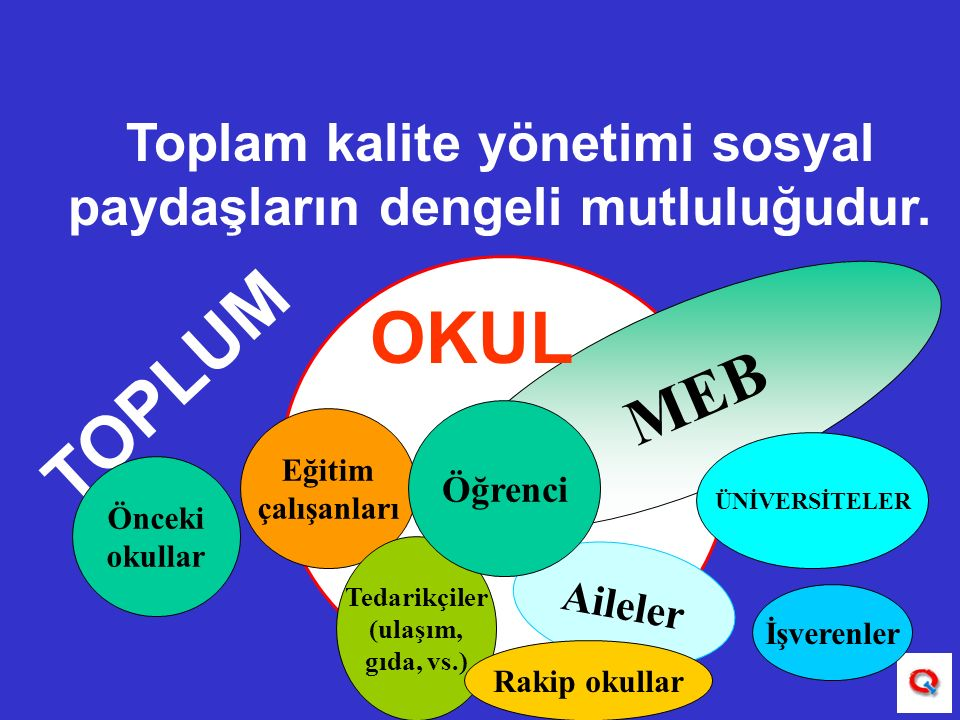 Toplam kalite yönetimi sosyal
paydaşların dengeli mutluluğudur.
TOPLUM
OKUL
MEB
Eğitim
çalışanları
Öğrenci
ÜNİVERSİTELER
Önceki
okullar
Tedarikçiler
(ulaşım,
gıda, vs.)
Aileler
İşverenler
Rakip okullar